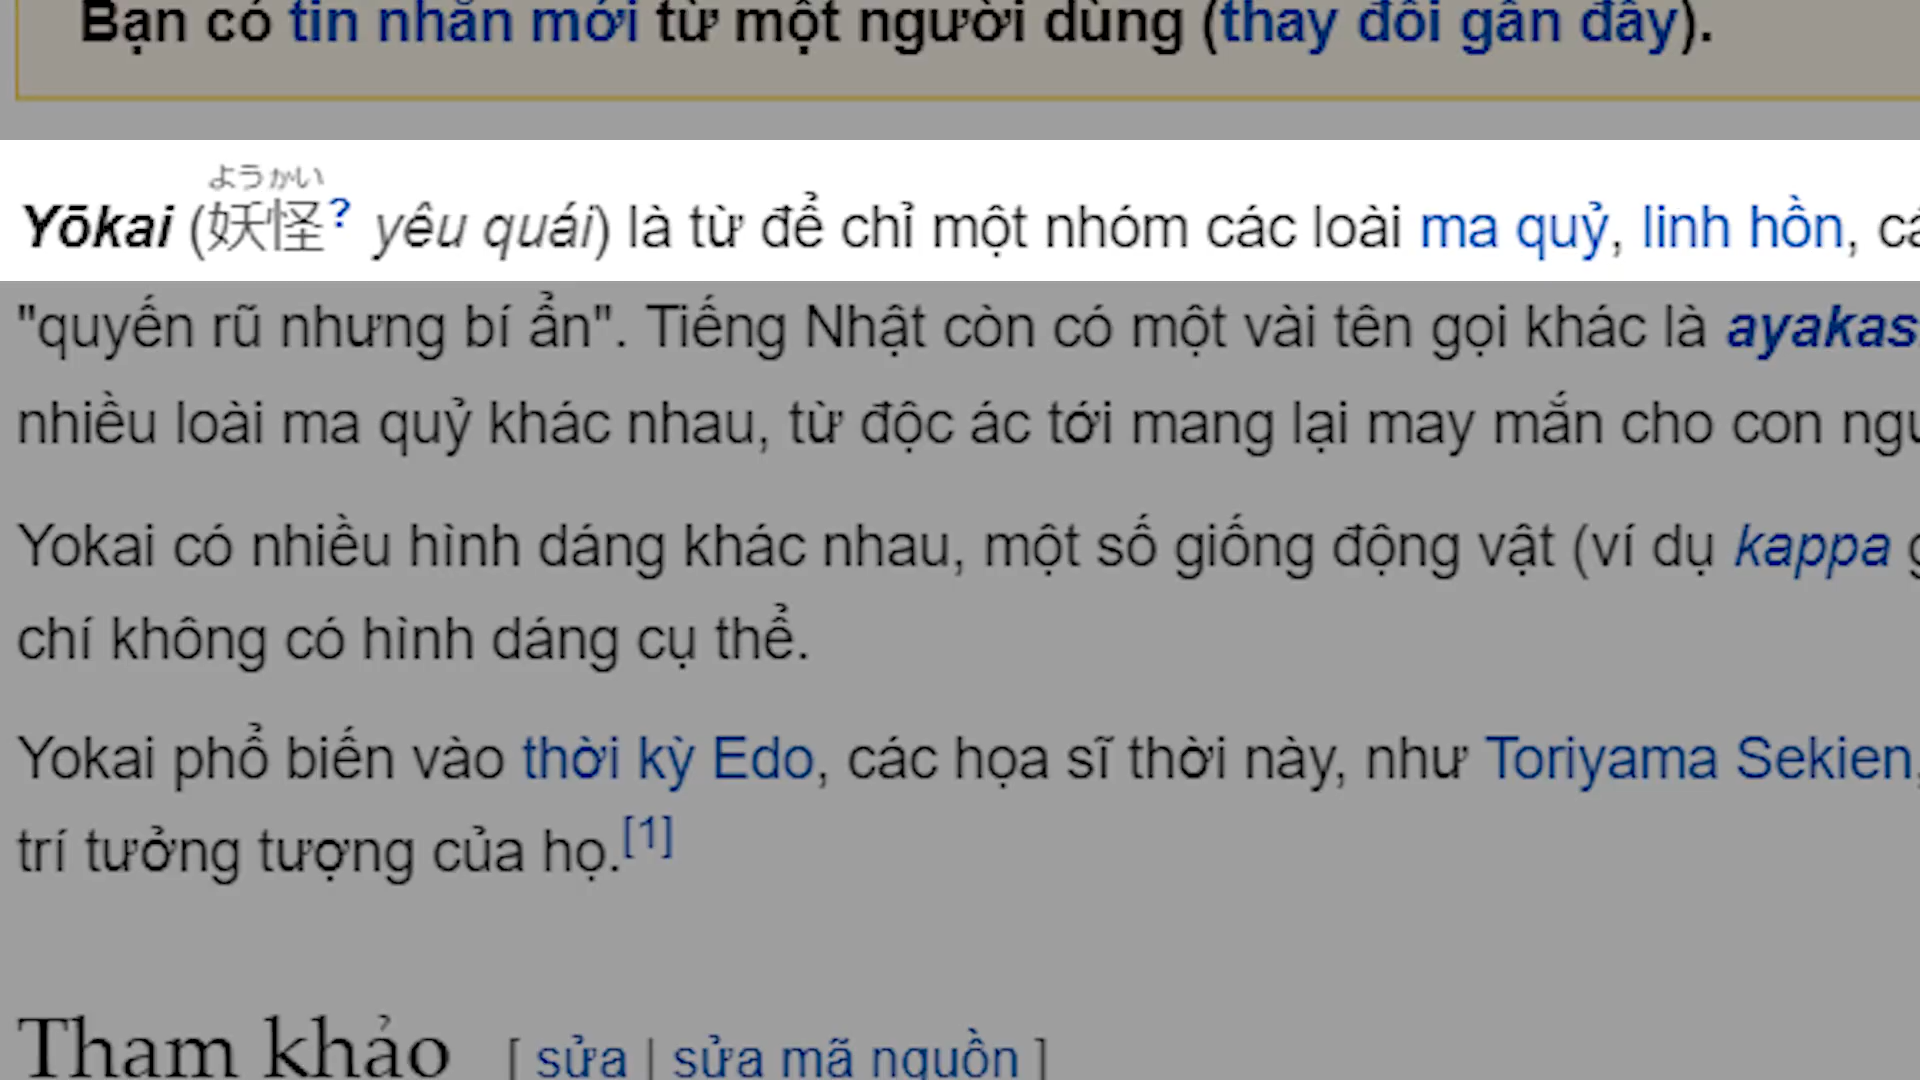 Bạn có tin nhắn mới từ một người dùng (thay đổi gần đây).
ようかい
Yōkai (妖怪? yêu quái) là từ để chỉ một nhóm các loài ma quỷ, linh hồn,
"quyến rũ nhưng bí ẩn". Tiếng Nhật còn có một vài tên gọi khác là
nhiều loài ma quỷ khác nhau, từ độc ác tới mang lại may mắn cho con
Yokai có nhiều hình dáng khác nhau, một số giống động vật (ví dụ kappa
chí không có hình dáng cụ thể.
Yokai phổ biến vào thời kỳ Edo, các họa sĩ thời này, như Toriyama Sekien,
trí tưởng tượng của họ.[1]
Tham khảo [ sửa | sửa mã nguồn ]